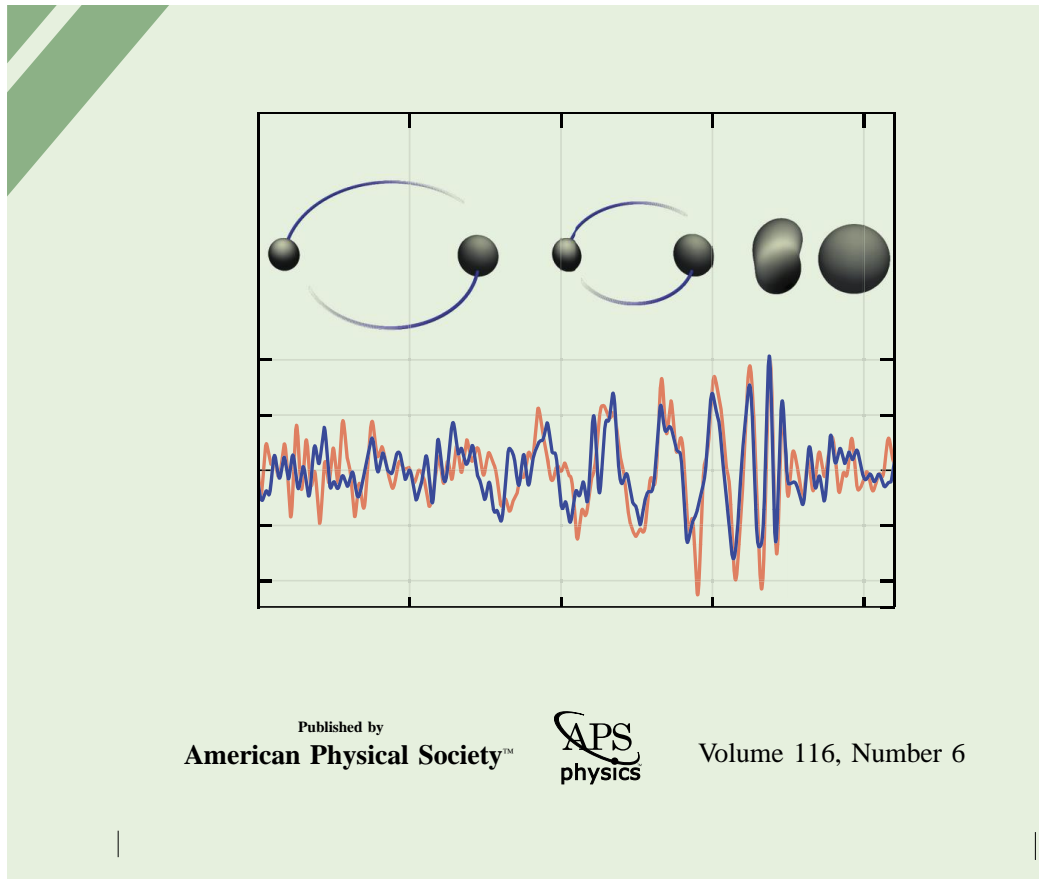 Published by
American Physical Society™
APS
physics
Volume 116, Number 6